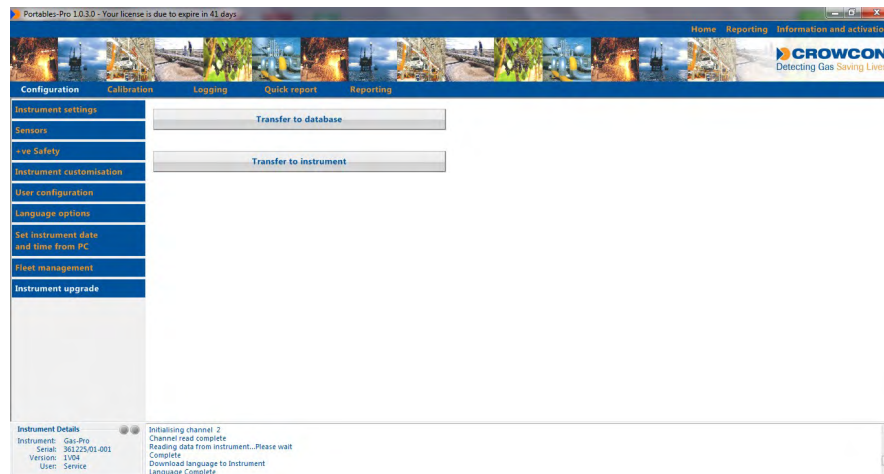 Portables-Pro 1.0.3.0 - Your license is due to expire in 41 days
Home Reporting Information and activatio
CROWCON
Detecting Gas Saving Lives
Configuration Calibration Logging Quick report Reporting
Instrument settings
Sensors
+ve Safety
Instrument customisation
User configuration
Language options
Set instrument date
and time from PC
Fleet management
Instrument upgrade
Transfer to database
Transfer to instrument
Instrument Details
Instrument: Gas-Pro
Serial: 361225/01-001
Version: 1V04
User: Service
Initialising channel 2
Channel read complete
Reading data from instrument...Please wait
Complete
Download language to Instrument
Language Complete